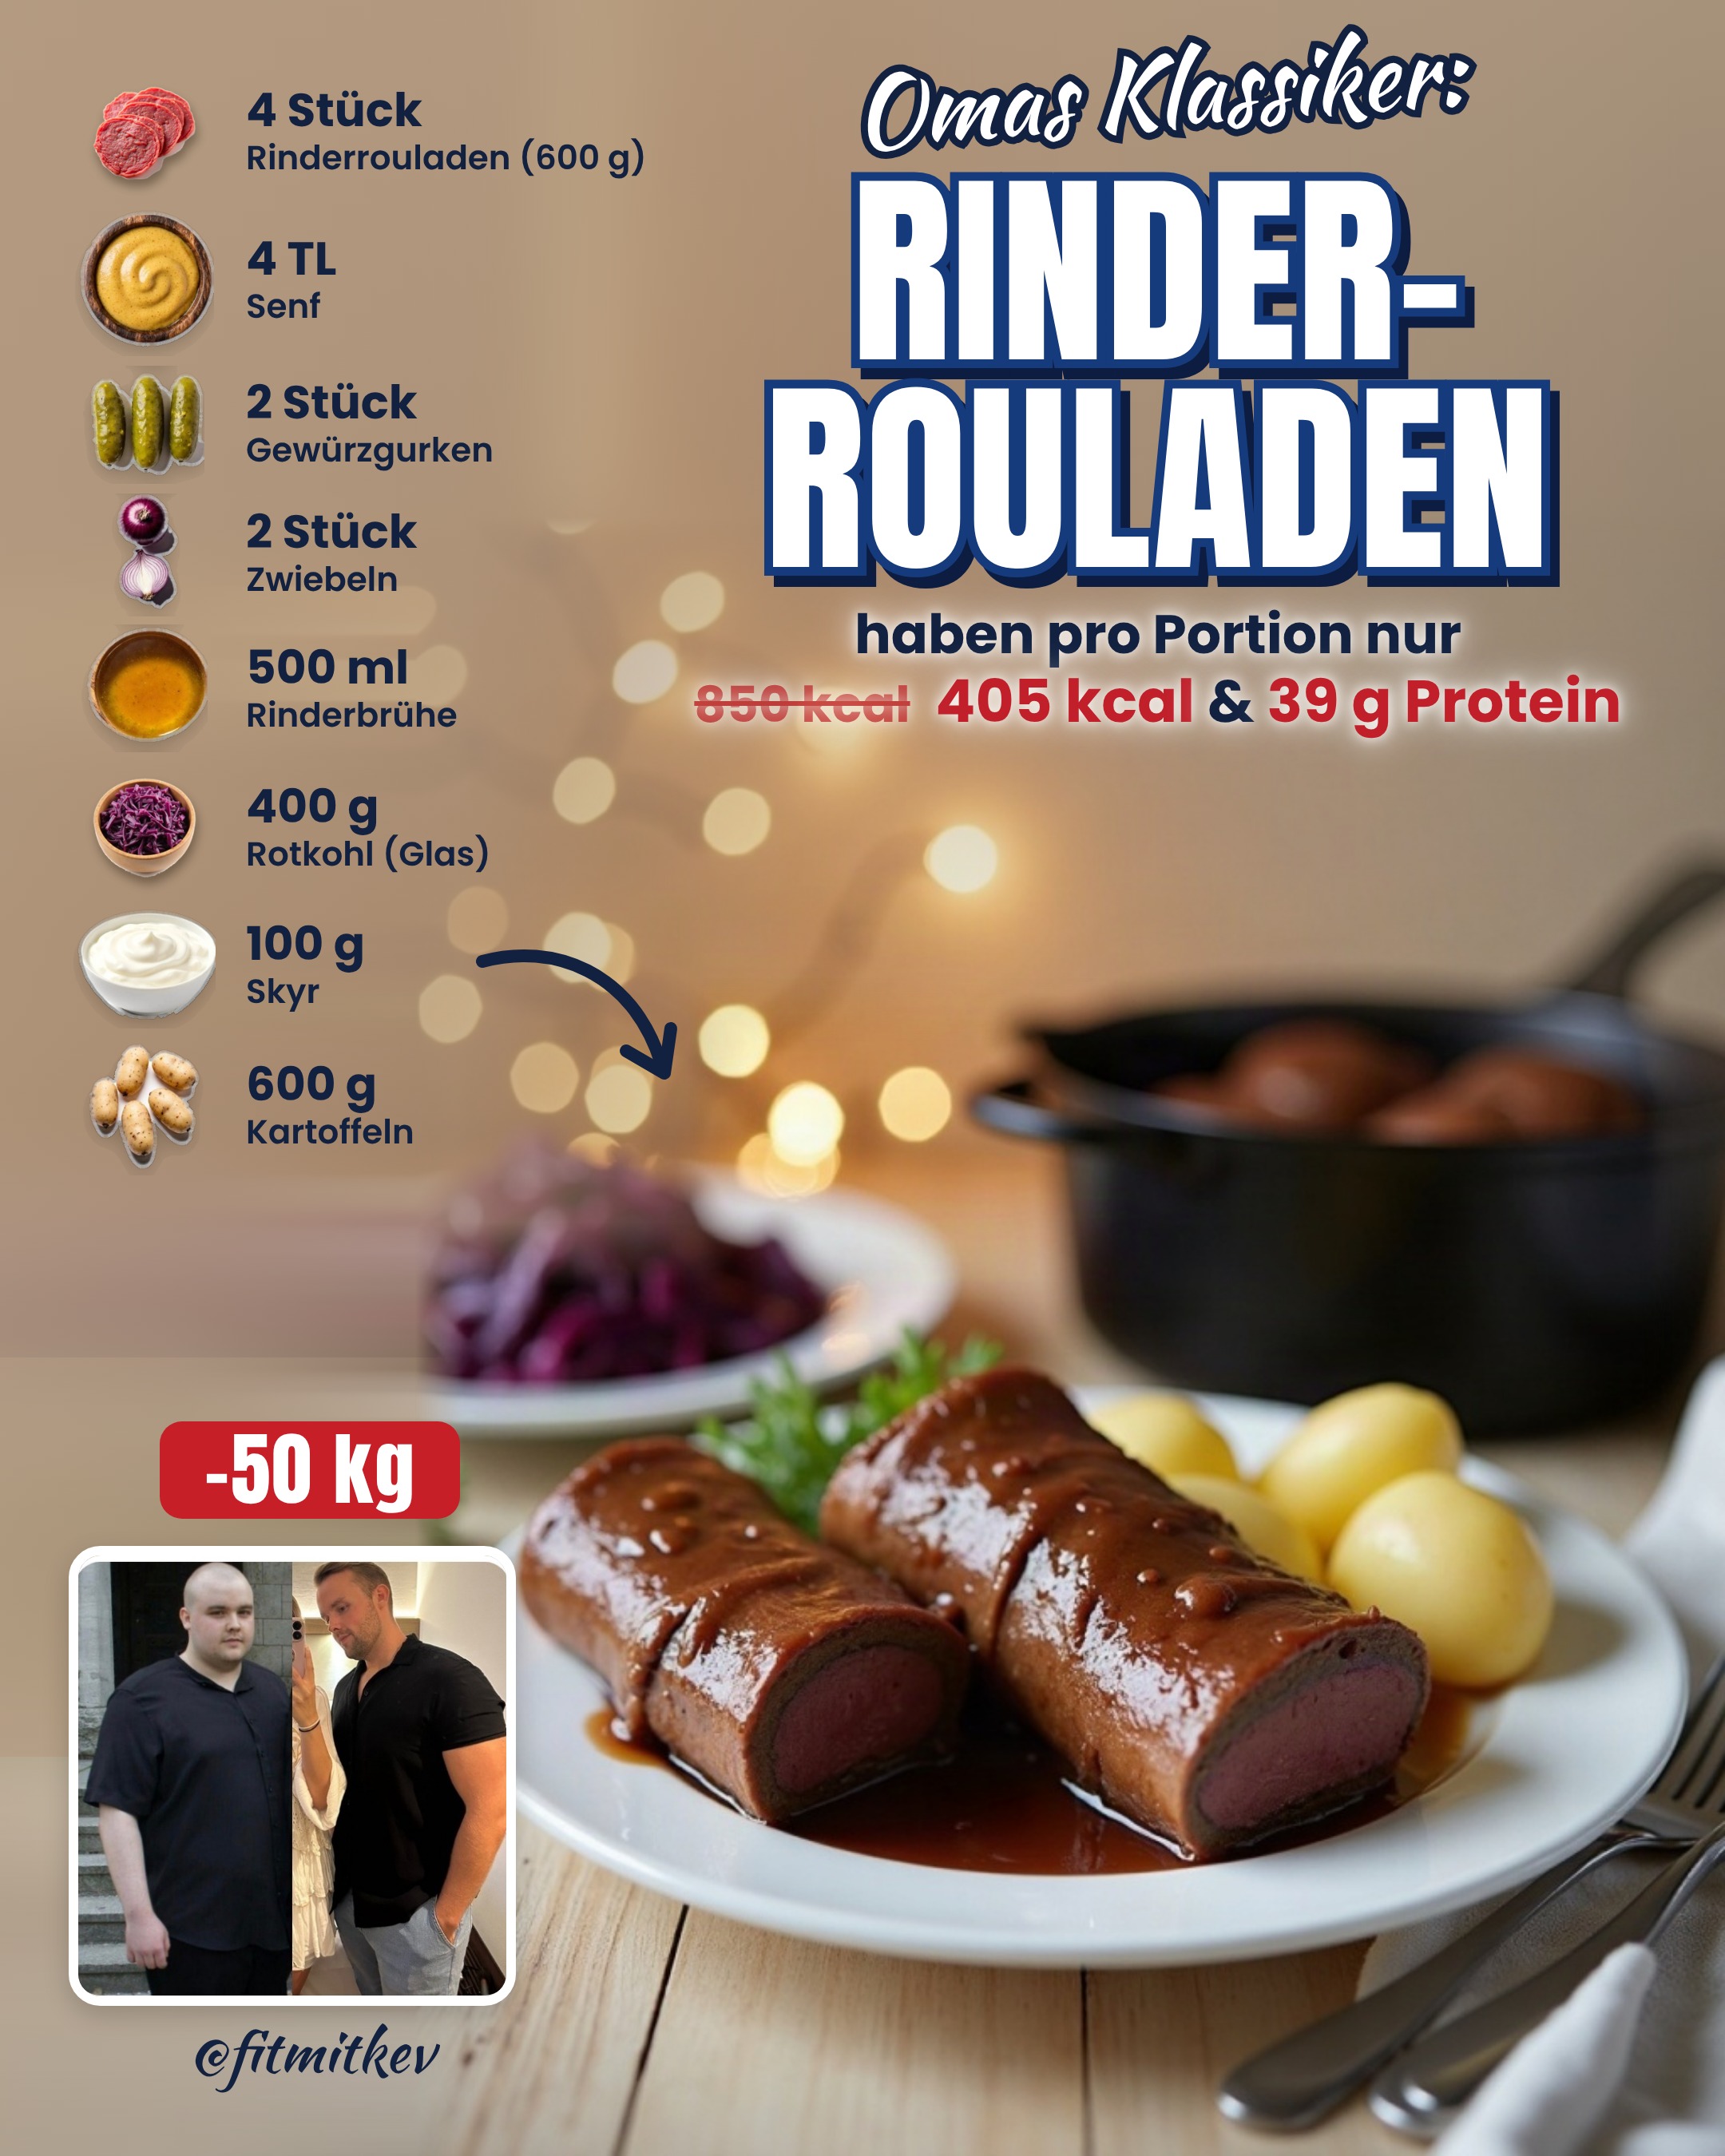 Omas Klassiker:
RINDER-
ROULADEN
haben pro Portion nur
850 kcal 405 kcal & 39 g Protein
4 Stück
Rinderrouladen (600 g)
4 TL
Senf
2 Stück
Gewürzgurken
2 Stück
Zwiebeln
500 ml
Rinderbrühe
400 g
Rotkohl (Glas)
100 g
Skyr
600 g
Kartoffeln
-50 kg
@fitmitkev